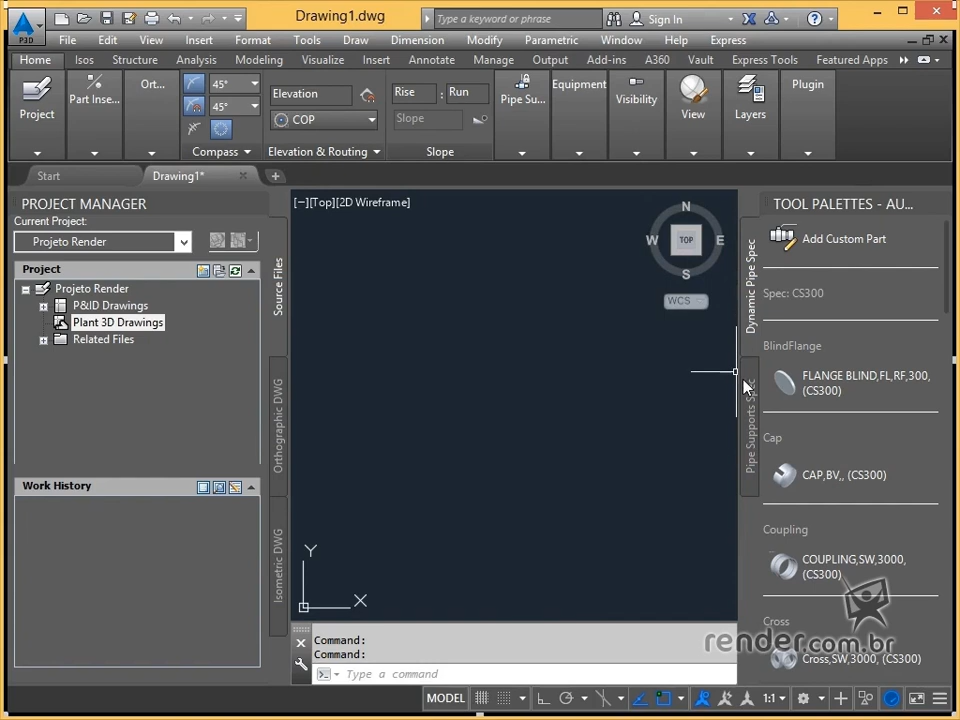 Drawing1.dwg
Type a keyword or phrase
Sign In
P3D
File Edit View Insert Format Tools Draw Dimension Modify Parametric Window Help Express
Home Isos Structure Analysis Modeling Visualize Insert Annotate Manage Output Add-ins A360 Vault Express Tools Featured Apps
Project
Part Inse...
Ort...
45°
45°
Compass
Elevation
COP
Elevation & Routing
Rise : Run
Slope
Slope
Pipe Su...
Equipment
Visibility
View
Layers
Plugin
Start
Drawing1*
PROJECT MANAGER
Current Project:
Projeto Render
Project
Projeto Render
P&ID Drawings
Plant 3D Drawings
Related Files
Work History
Source Files
Orthographic DWG
Isometric DWG
[−][Top][2D Wireframe]
N
W
TOP
E
S
WCS
Y
X
Command:
Command:
Type a command
Dynamic Pipe Spec
Pipe Supports Spec
TOOL PALETTES - AU...
Add Custom Part
Spec: CS300
BlindFlange
FLANGE BLIND,FL,RF,300,
(CS300)
Cap
CAP,BV,, (CS300)
Coupling
COUPLING,SW,3000,
(CS300)
Cross
Cross,SW,3000, (CS300)
render.com.br
MODEL
1:1